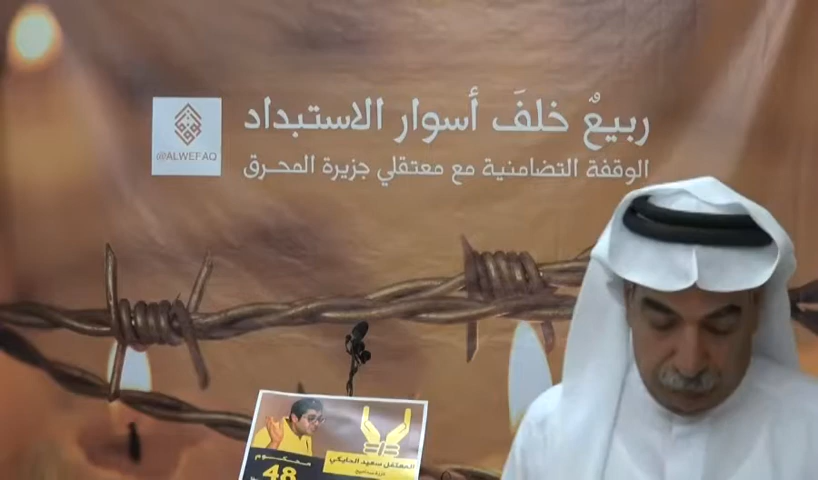 ربيعٌ خلفَ أسوار الاستبداد
الوقفة التضامنية مع معتقلي جزيرة المحرق
@ALWEFAQ
المعتقل سعيد الحايكي
محكوم
48